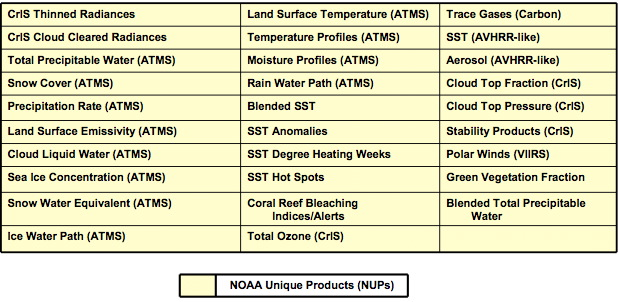 CrIS Thinned Radiances
Land Surface Temperature (ATMS)
Trace Gases (Carbon)
CrIS Cloud Cleared Radiances
Temperature Profiles (ATMS)
SST (AVHRR-like)
Total Precipitable Water (ATMS)
Moisture Profiles (ATMS)
Aerosol (AVHRR-like)
Snow Cover (ATMS)
Rain Water Path (ATMS)
Cloud Top Fraction (CrIS)
Precipitation Rate (ATMS)
Blended SST
Cloud Top Pressure (CrIS)
Land Surface Emissivity (ATMS)
SST Anomalies
Stability Products (CrIS)
Cloud Liquid Water (ATMS)
SST Degree Heating Weeks
Polar Winds (VIIRS)
Sea Ice Concentration (ATMS)
SST Hot Spots
Green Vegetation Fraction
Snow Water Equivalent (ATMS)
Coral Reef Bleaching
Indices/Alerts
Blended Total Precipitable
Water
Ice Water Path (ATMS)
Total Ozone (CrIS)
NOAA Unique Products (NUPs)